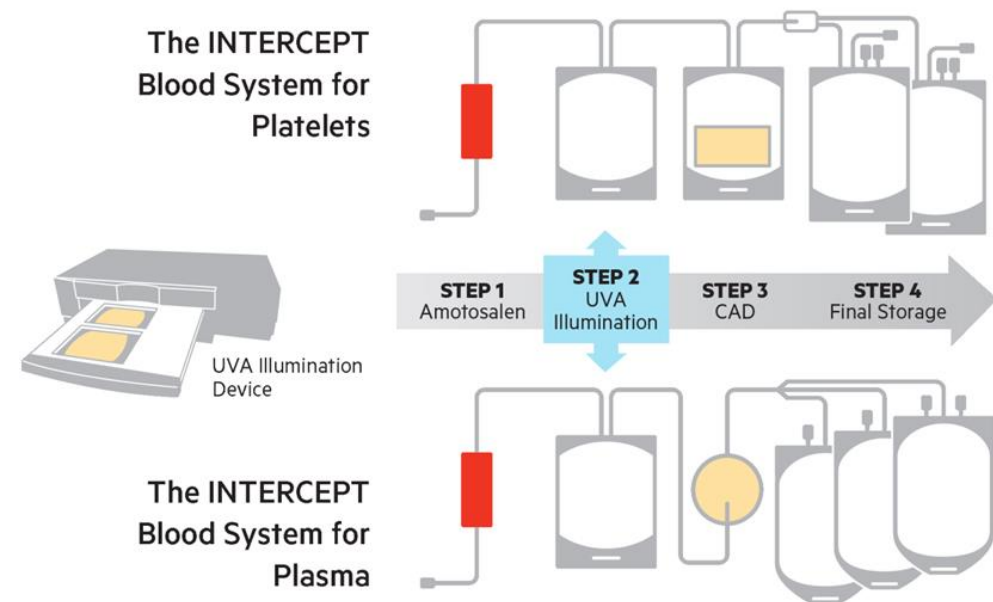 The INTERCEPT
Blood System for
Platelets
STEP 1
Amotosalen
STEP 2
UVA
Illumination
STEP 3
CAD
STEP 4
Final Storage
UVA Illumination
Device
The INTERCEPT
Blood System for
Plasma